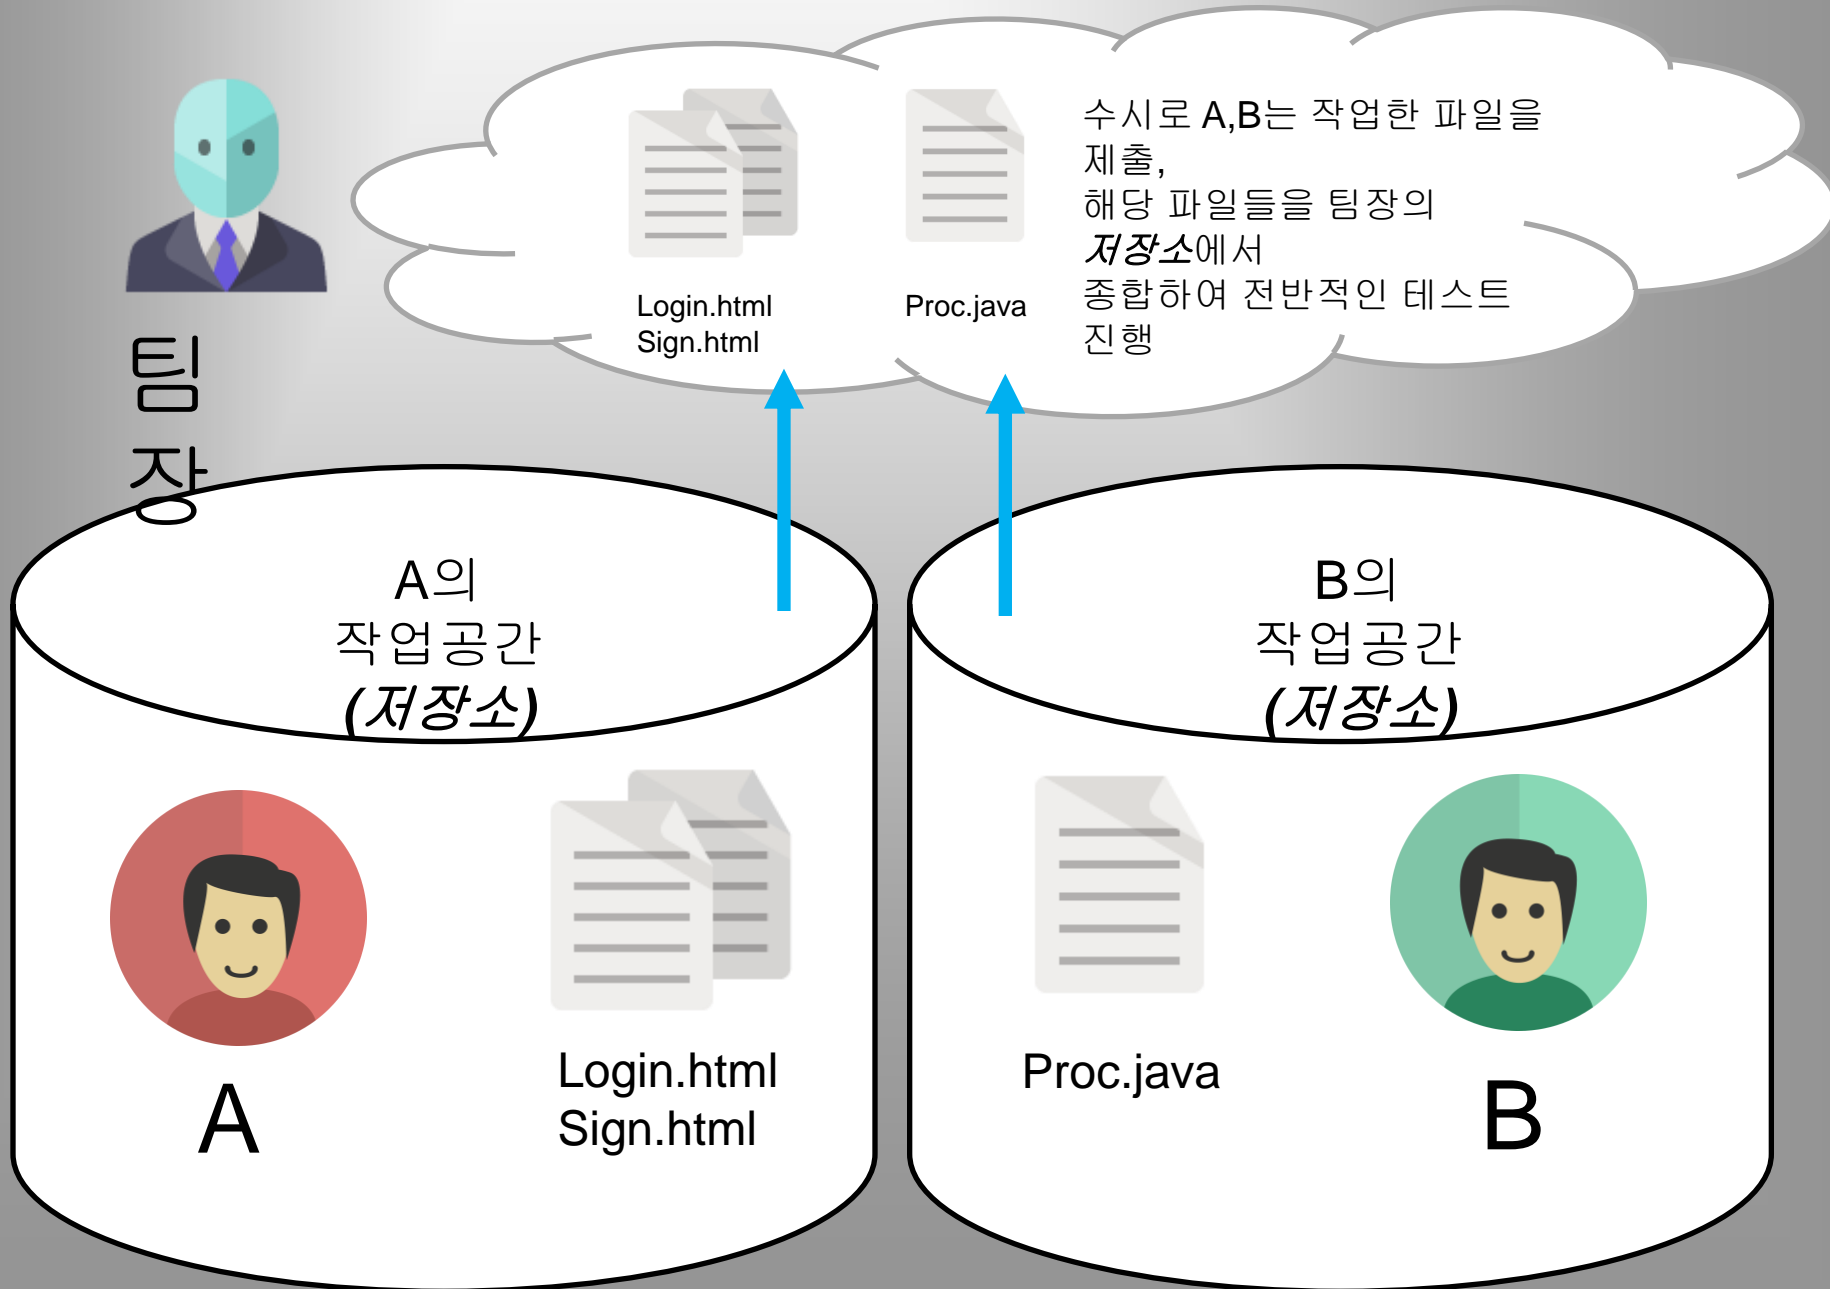 수시로 A,B는 작업한 파일을
제출,
해당 파일들을 팀장의
저장소에서
종합하여 전반적인 테스트
진행
Login.html
Sign.html
Proc.java
팀
장
A의
작업공간
(저장소)
B의
작업공간
(저장소)
A
Login.html
Sign.html
Proc.java
B